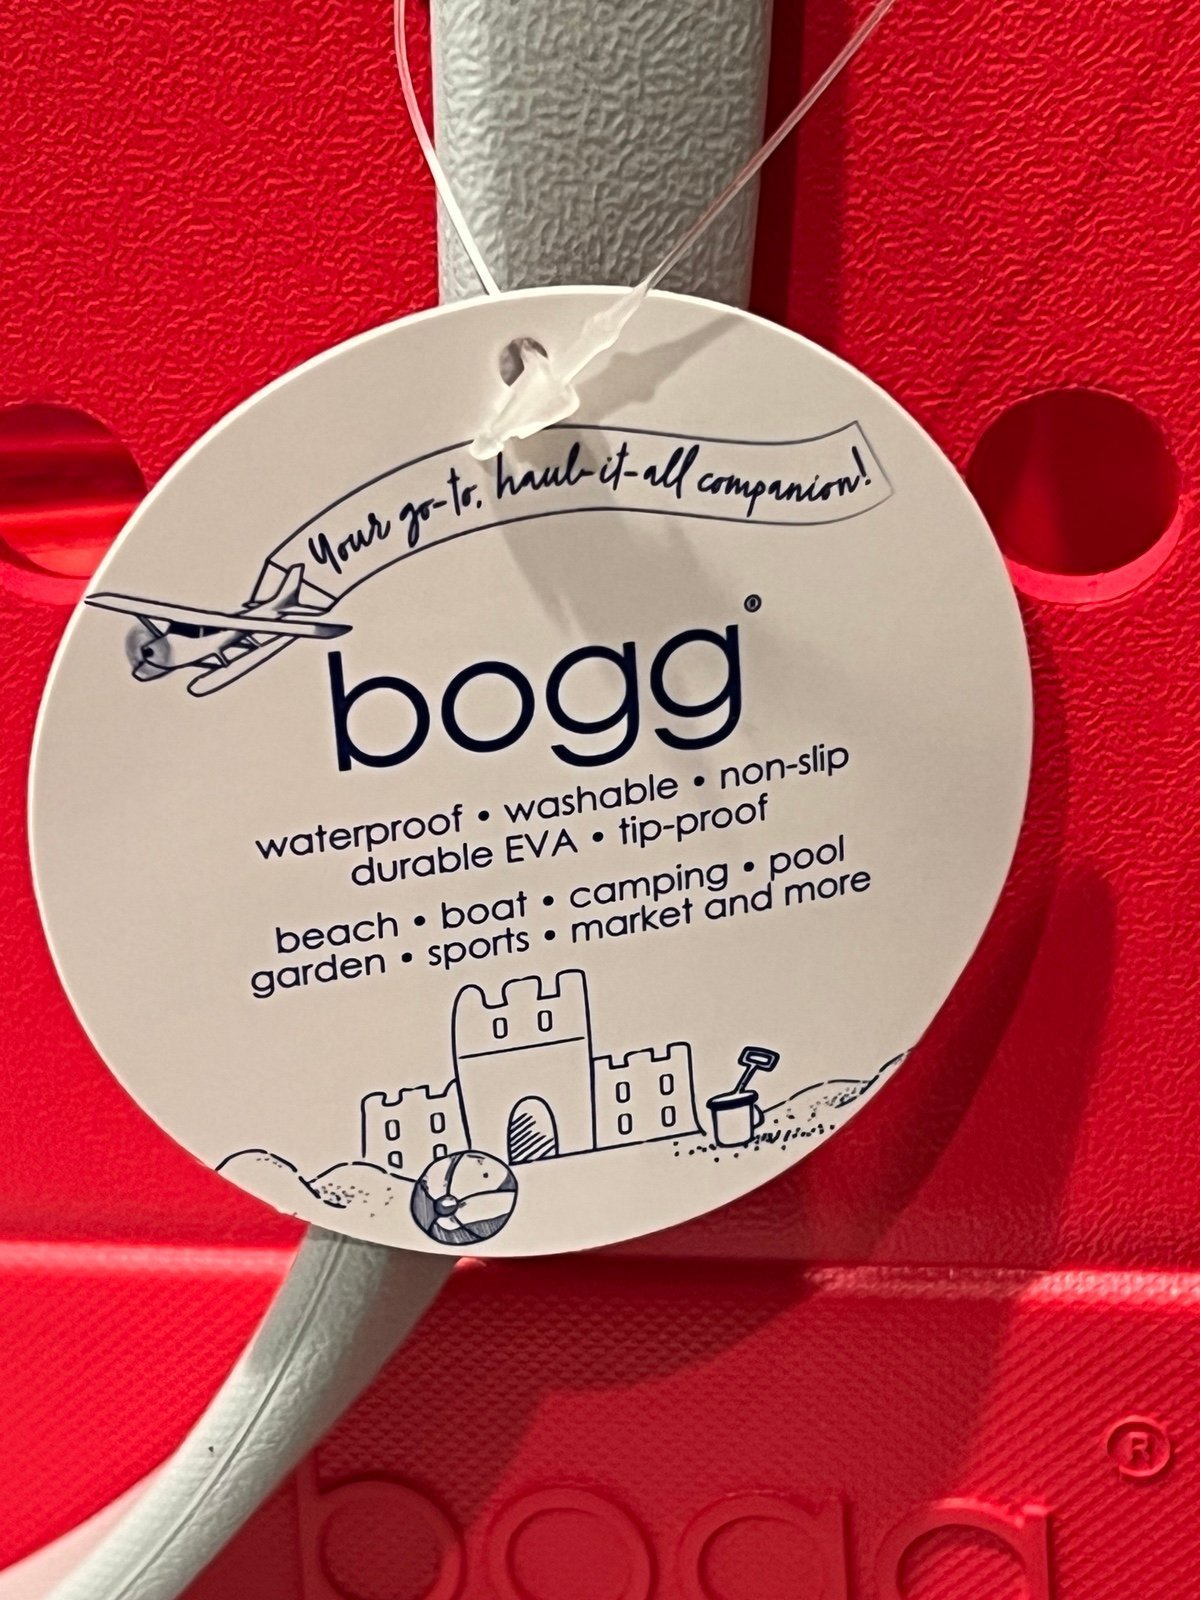 Your go-to, haul-it-all companion!
bogg®
waterproof • washable • non-slip
durable EVA • tip-proof
beach • boat • camping • pool
garden • sports • market and more
bogg®